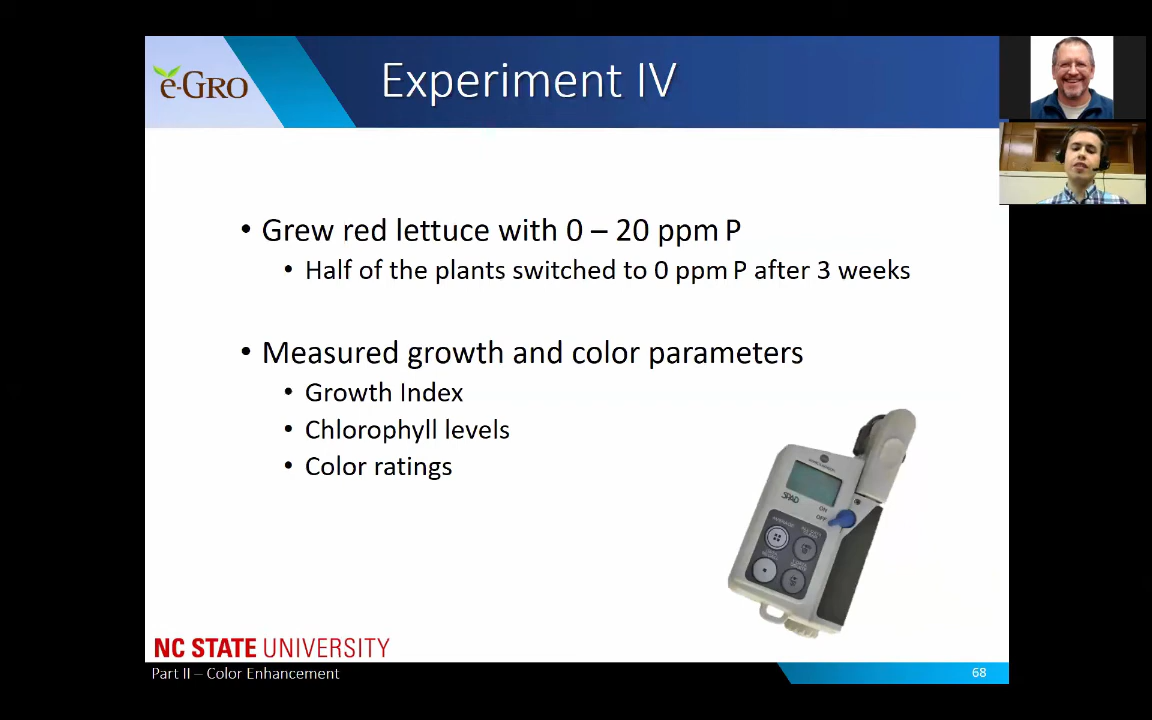 e-GRO
Experiment IV
• Grew red lettuce with 0 – 20 ppm P
• Half of the plants switched to 0 ppm P after 3 weeks
• Measured growth and color parameters
• Growth Index
• Chlorophyll levels
• Color ratings
SPAD
ON
OFF
NC STATE UNIVERSITY
Part II – Color Enhancement
68